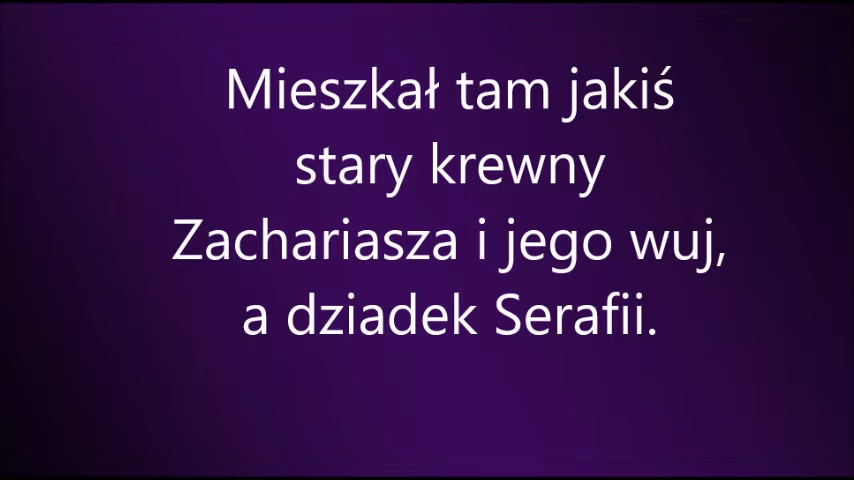 Mieszkał tam jakiś
stary krewny
Zachariasza i jego wuj,
a dziadek Serafii.